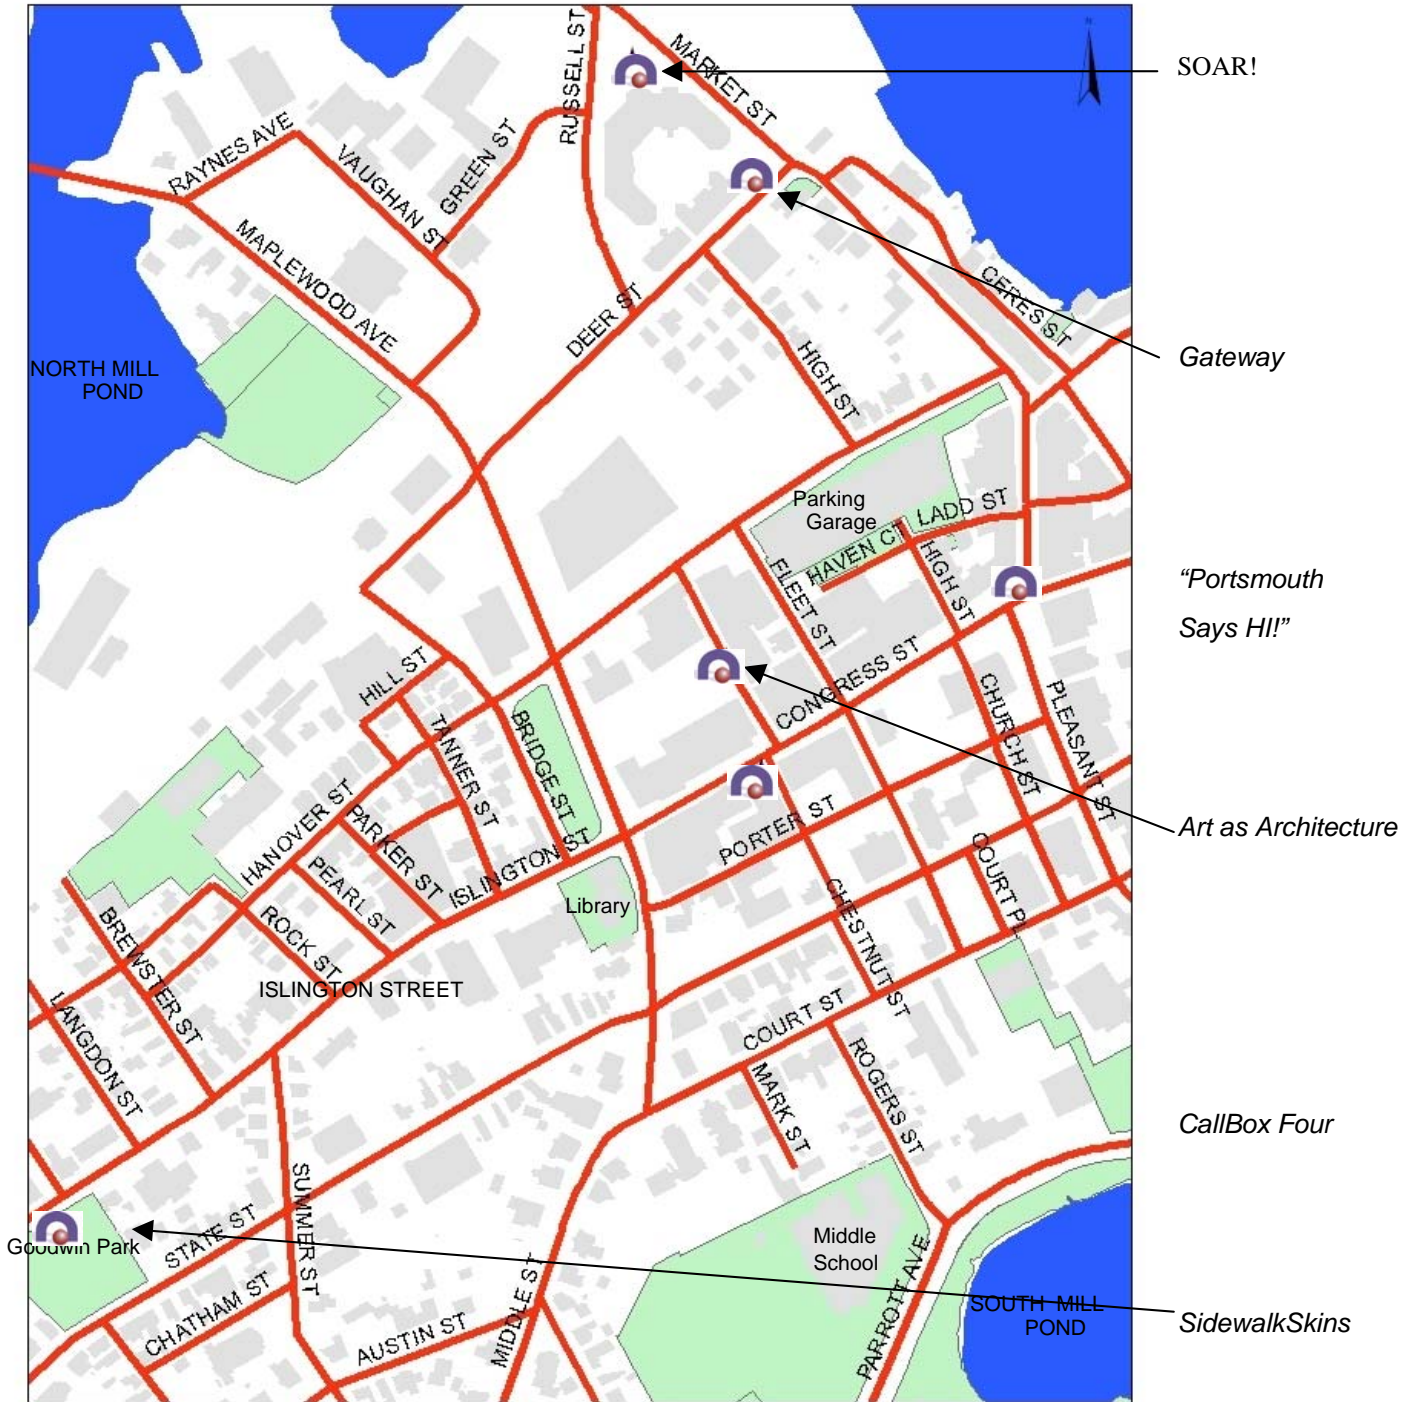 N
SOAR!
MARKET ST
RUSSELL ST
RAYNES AVE
VAUGHAN ST
GREEN ST
MAPLEWOOD AVE
DEER ST
CERES ST
HIGH ST
Gateway
NORTH MILL
POND
Parking
Garage
LADD ST
HAVEN CT
HIGH ST
FLEET ST
“Portsmouth
Says HI!”
CONGRESS ST
HILL ST
TANNER ST
BRIDGE ST
CHURCH ST
PLEASANT ST
HANOVER ST
PARKER ST
PEARL ST
ISLINGTON ST
PORTER ST
Art as Architecture
COURT PL
Library
CHESTNUT ST
ROCK ST
BREWSTER ST
ISLINGTON STREET
LANGDON ST
COURT ST
MARK ST
ROGERS ST
CallBox Four
SUMMER ST
STATE ST
Goodwin Park
Middle
School
CHATHAM ST
AUSTIN ST
MIDDLE ST
PARROTT AVE
SOUTH MILL
POND
SidewalkSkins